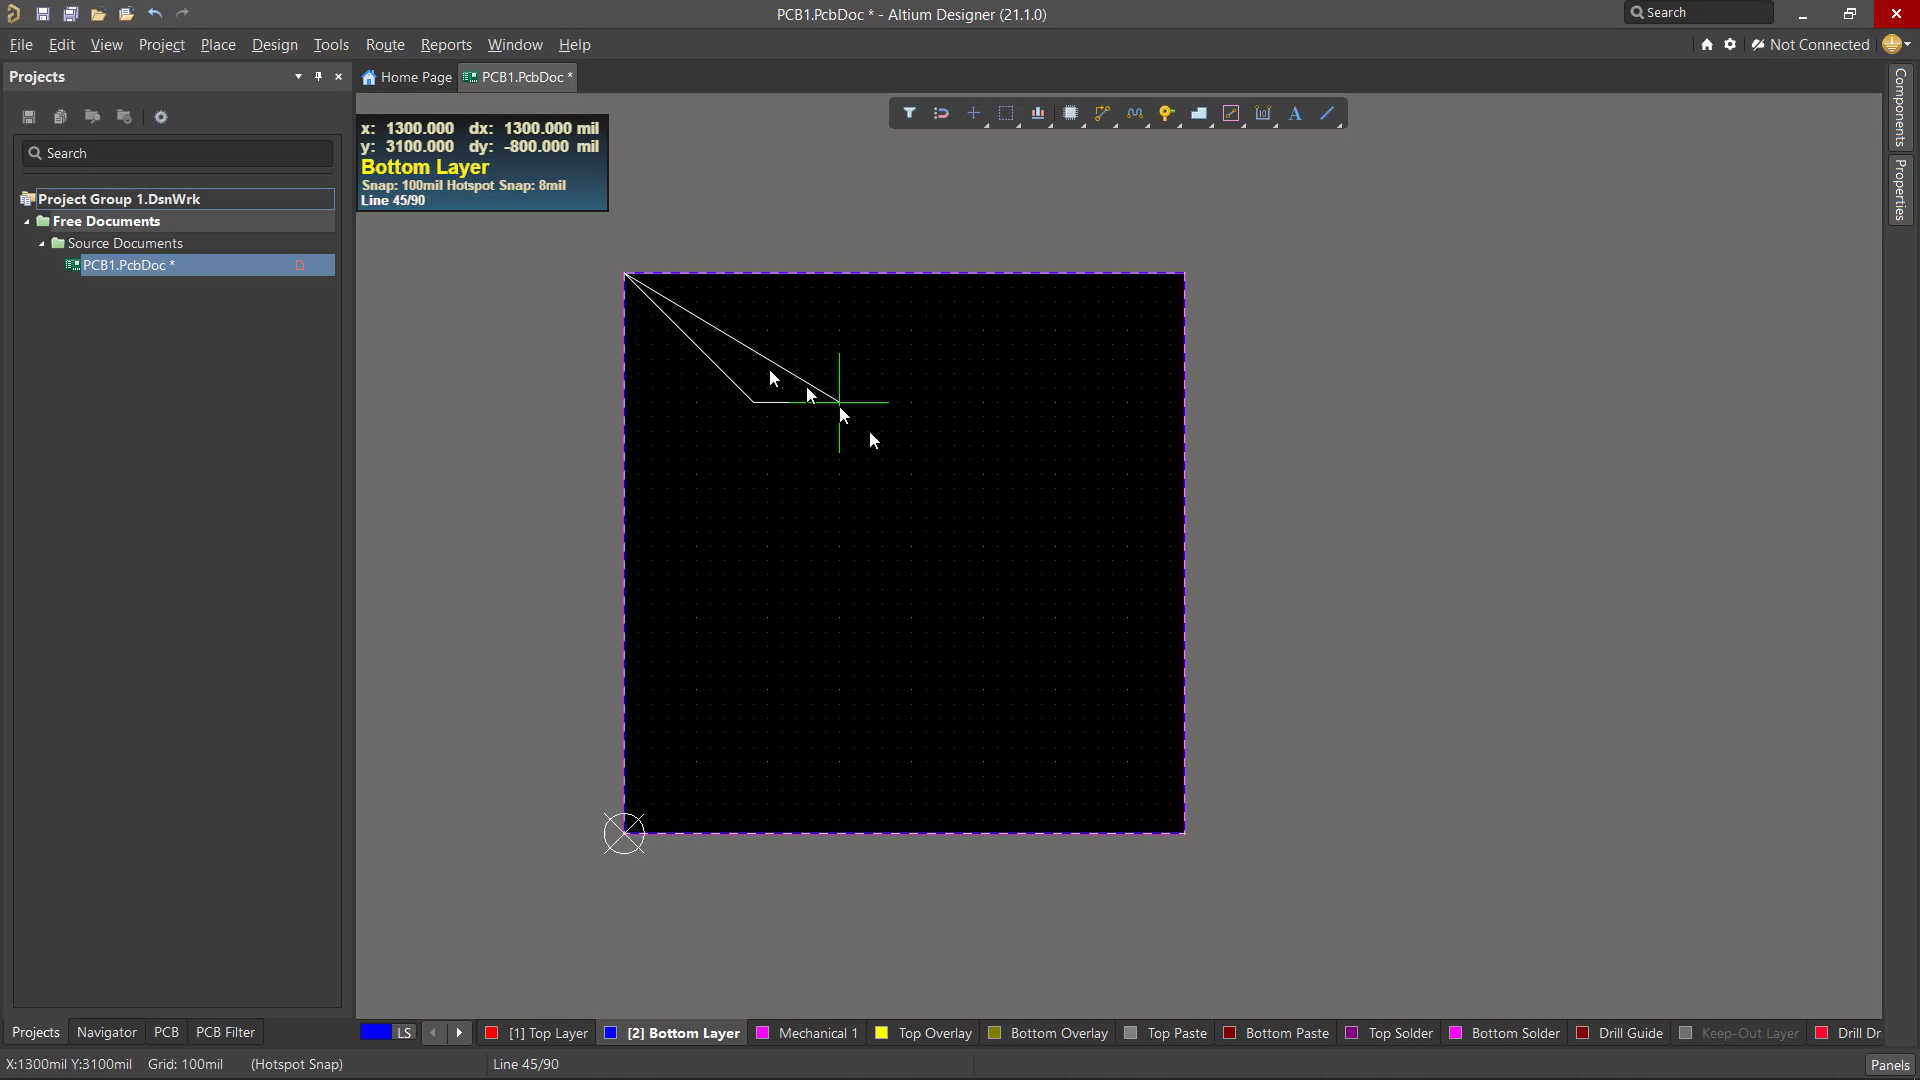 PCB1.PcbDoc * - Altium Designer (21.1.0)
Search
File Edit View Project Place Design Tools Route Reports Window Help
Not Connected
Projects
Home Page
PCB1.PcbDoc *
Search
Project Group 1.DsnWrk
Free Documents
Source Documents
PCB1.PcbDoc *
x: 1300.000 dx: 1300.000 mil
y: 3100.000 dy: -800.000 mil
Bottom Layer
Snap: 100mil Hotspot Snap: 8mil
Line 45/90
A
Components
Properties
Projects Navigator PCB PCB Filter
LS [1] Top Layer [2] Bottom Layer Mechanical 1 Top Overlay Bottom Overlay Top Paste Bottom Paste Top Solder Bottom Solder Drill Guide Keep-Out Layer Drill Dr
X:1300mil Y:3100mil Grid: 100mil (Hotspot Snap) Line 45/90 Panels